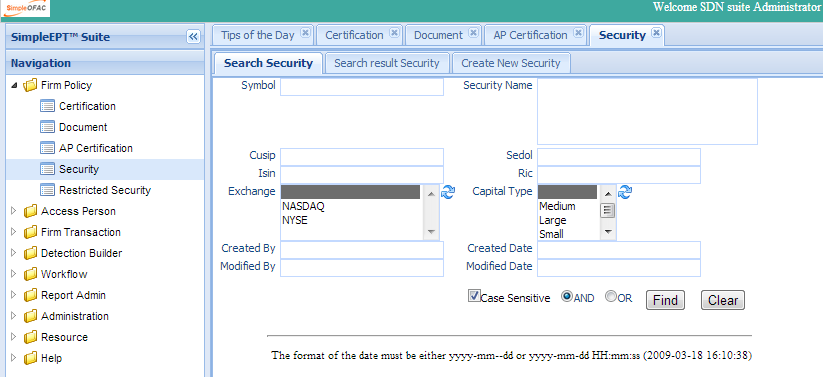 SimpleOFAC
Welcome SDN suite Administrator
SimpleEPT™ Suite
Tips of the Day
Certification
Document
AP Certification
Security
Navigation
Search Security
Search result Security
Create New Security
Firm Policy
Certification
Document
AP Certification
Security
Restricted Security
Access Person
Firm Transaction
Detection Builder
Workflow
Report Admin
Administration
Resource
Help
Symbol
Security Name
Cusip
Sedol
Isin
Ric
Exchange
NASDAQ
NYSE
Capital Type
Medium
Large
Small
Created By
Created Date
Modified By
Modified Date
Case Sensitive
AND
OR
Find
Clear
The format of the date must be either yyyy-mm--dd or yyyy-mm-dd HH:mm:ss (2009-03-18 16:10:38)